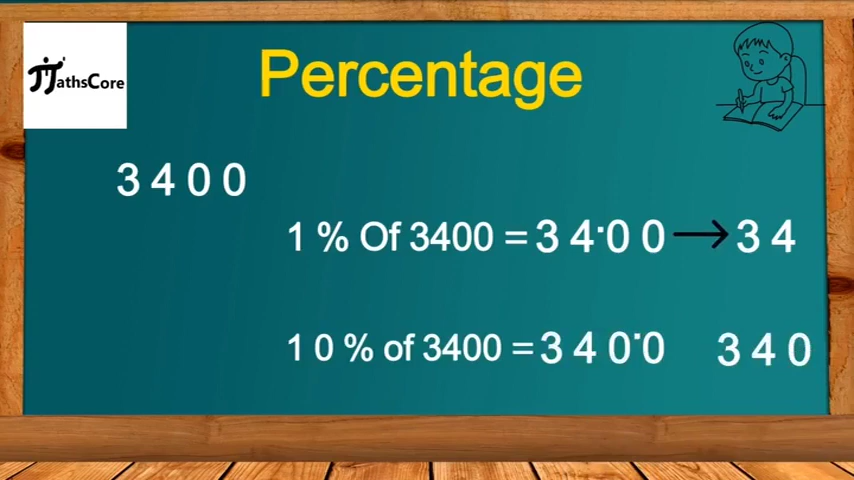 πathsCore
Percentage
3 4 0 0
1 % Of 3400 = 3 4·0 0 → 3 4
1 0 % of 3400 = 3 4 0·0 3 4 0